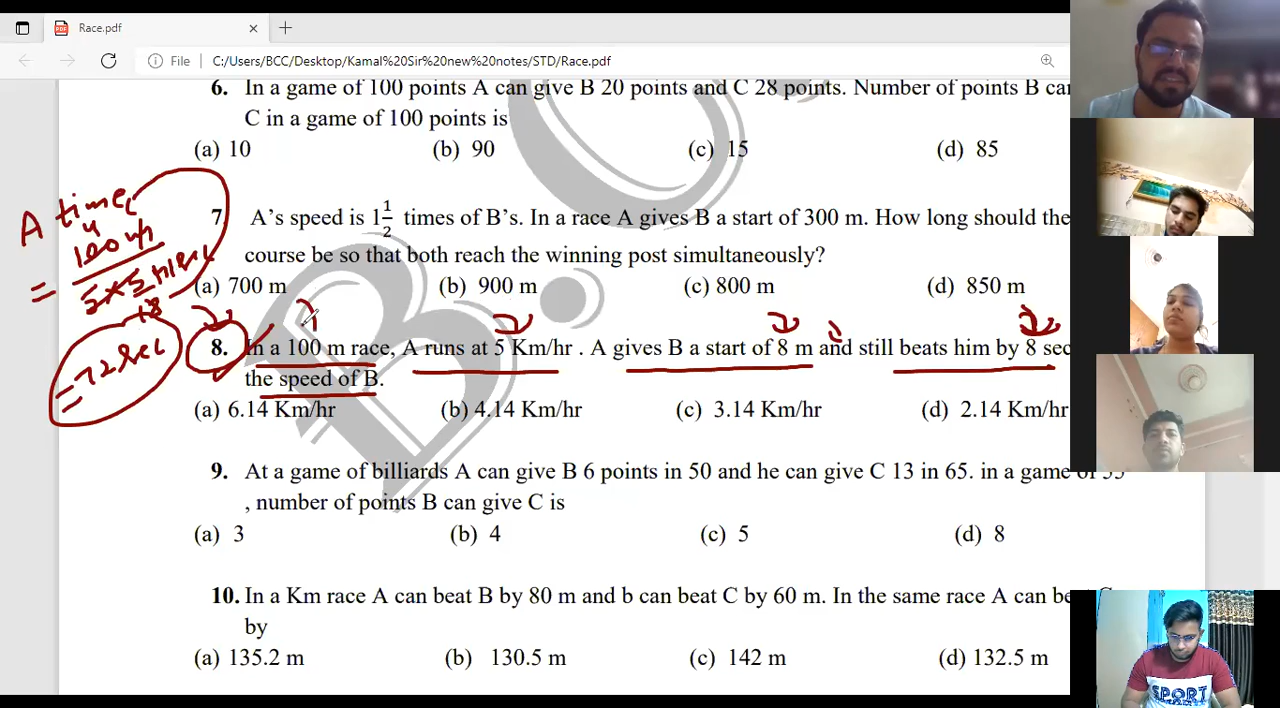 Race.pdf
File
C:/Users/BCC/Desktop/Kamal%20Sir%20new%20notes/STD/Race.pdf
6. In a game of 100 points A can give B 20 points and C 28 points. Number of points B ca
C in a game of 100 points is
(a) 10 (b) 90 (c) 15 (d) 85
A time
100 m
= 5 × 5 m/sec
18
= 72 sec
7 A's speed is 1 1/2 times of B's. In a race A gives B a start of 300 m. How long should the
course be so that both reach the winning post simultaneously?
(a) 700 m (b) 900 m (c) 800 m (d) 850 m
8. In a 100 m race, A runs at 5 Km/hr . A gives B a start of 8 m and still beats him by 8 sec
the speed of B.
(a) 6.14 Km/hr (b) 4.14 Km/hr (c) 3.14 Km/hr (d) 2.14 Km/hr
9. At a game of billiards A can give B 6 points in 50 and he can give C 13 in 65. in a game of 55
, number of points B can give C is
(a) 3 (b) 4 (c) 5 (d) 8
10. In a Km race A can beat B by 80 m and b can beat C by 60 m. In the same race A can be
by
(a) 135.2 m (b) 130.5 m (c) 142 m (d) 132.5 m
SPORT